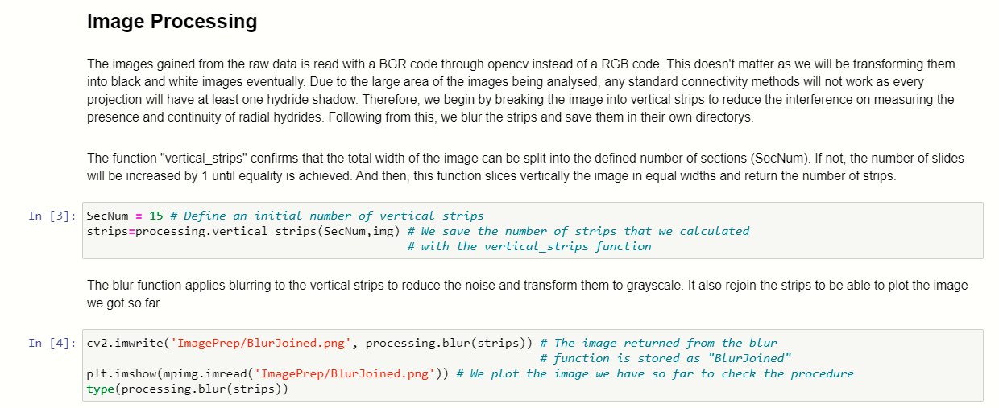 Image Processing
The images gained from the raw data is read with a BGR code through opencv instead of a RGB code. This doesn't matter as we will be transforming them
into black and white images eventually. Due to the large area of the images being analysed, any standard connectivity methods will not work as every
projection will have at least one hydride shadow. Therefore, we begin by breaking the image into vertical strips to reduce the interference on measuring the
presence and continuity of radial hydrides. Following from this, we blur the strips and save them in their own directorys.
The function "vertical_strips" confirms that the total width of the image can be split into the defined number of sections (SecNum). If not, the number of slides
will be increased by 1 until equality is achieved. And then, this function slices vertically the image in equal widths and return the number of strips.
In [3]: SecNum = 15 # Define an initial number of vertical strips
strips=processing.vertical_strips(SecNum,img) # We save the number of strips that we calculated
# with the vertical_strips function
The blur function applies blurring to the vertical strips to reduce the noise and transform them to grayscale. It also rejoin the strips to be able to plot the image
we got so far
In [4]: cv2.imwrite('ImagePrep/BlurJoined.png', processing.blur(strips)) # The image returned from the blur
# function is stored as "BlurJoined"
plt.imshow(mpimg.imread('ImagePrep/BlurJoined.png')) # We plot the image we have so far to check the procedure
type(processing.blur(strips))